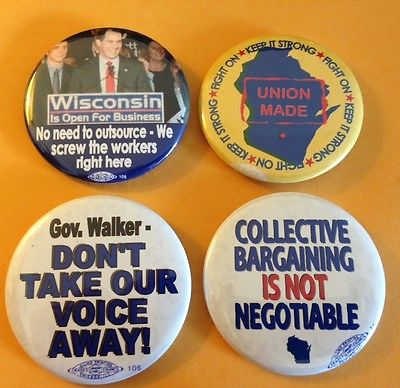 Wisconsin
Is Open For Business
No need to outsource - We
screw the workers
right here
105
FIGHT ON ★ KEEP IT STRONG ★ FIGHT ON ★ KEEP IT STRONG ★ FIGHT ON ★ KEEP IT STRONG ★
UNION
MADE
Gov. Walker -
DON'T
TAKE OUR
VOICE
AWAY!
105
COLLECTIVE
BARGAINING
IS NOT
NEGOTIABLE